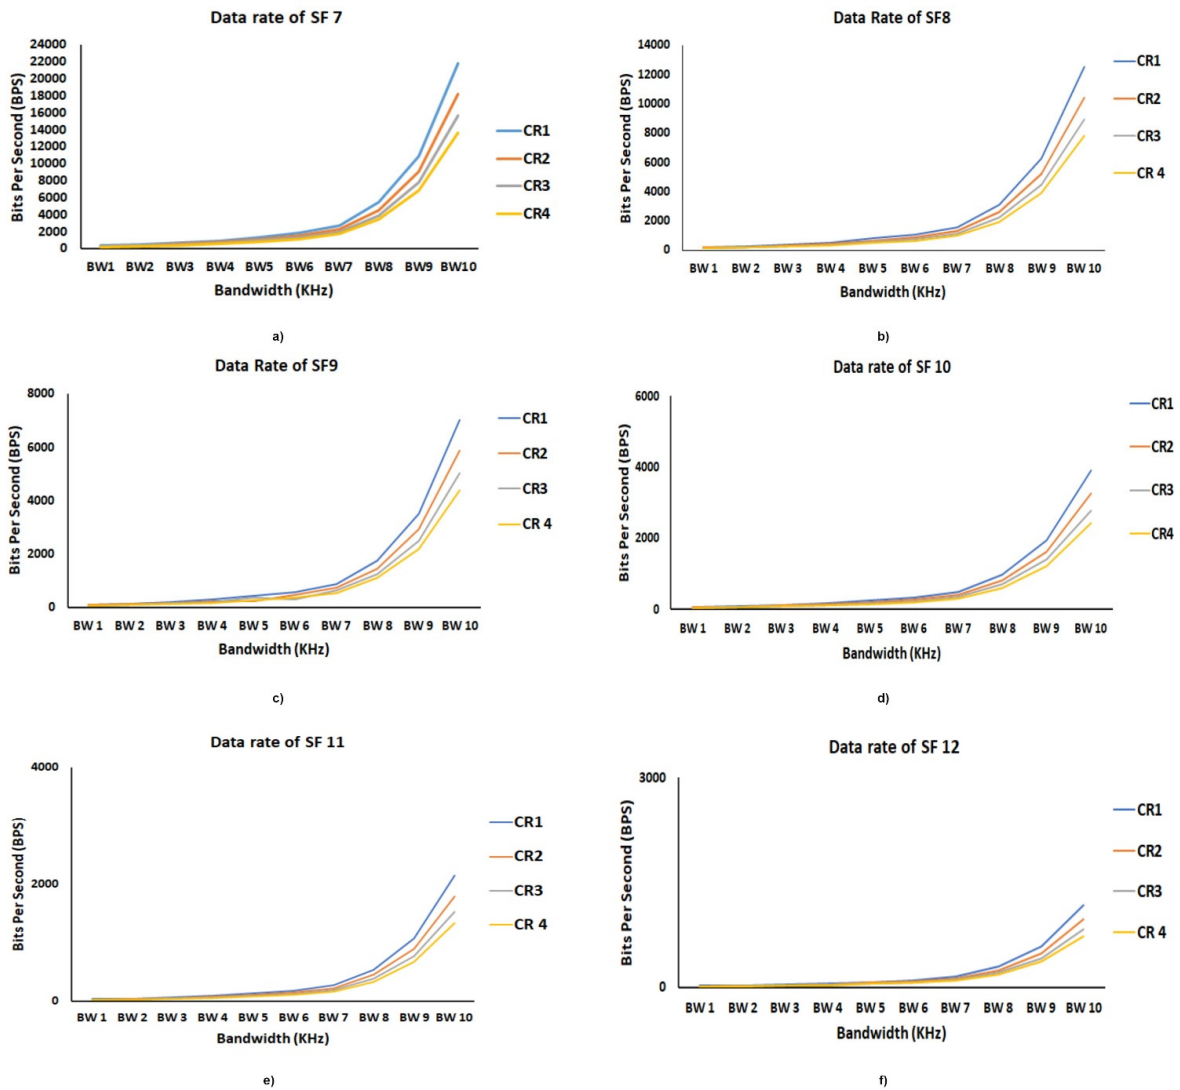 Data rate of SF 7
Bits Per Second (BPS)
24000
22000
20000
18000
16000
14000
12000
10000
8000
6000
4000
2000
0
BW1 BW2 BW3 BW4 BW5 BW6 BW7 BW8 BW9 BW10
Bandwidth (KHz)
CR1
CR2
CR3
CR4
a)
Data Rate of SF8
Bits Per Second (BPS)
14000
12000
10000
8000
6000
4000
2000
0
BW 1 BW 2 BW 3 BW 4 BW 5 BW 6 BW 7 BW 8 BW 9 BW 10
Bandwidth (KHz)
CR1
CR2
CR3
CR 4
b)
Data Rate of SF9
Bits Per Second (BPS)
8000
6000
4000
2000
0
BW 1 BW 2 BW 3 BW 4 BW 5 BW 6 BW 7 BW 8 BW 9 BW 10
Bandwidth (KHz)
CR1
CR2
CR3
CR 4
c)
Data rate of SF 10
Bits Per Second (BPS)
6000
4000
2000
0
BW 1 BW 2 BW 3 BW 4 BW 5 BW 6 BW 7 BW 8 BW 9 BW 10
Bandwidth (KHz)
CR1
CR2
CR3
CR4
d)
Data rate of SF 11
Bits Per Second (BPS)
4000
2000
0
BW 1 BW 2 BW 3 BW 4 BW 5 BW 6 BW 7 BW 8 BW 9 BW 10
Bandwidth (KHz)
CR1
CR2
CR3
CR 4
e)
Data rate of SF 12
Bits Per Second (BPS)
3000
0
BW 1 BW 2 BW 3 BW 4 BW 5 BW 6 BW 7 BW 8 BW 9 BW 10
Bandwidth (KHz)
CR1
CR2
CR3
CR 4
f)